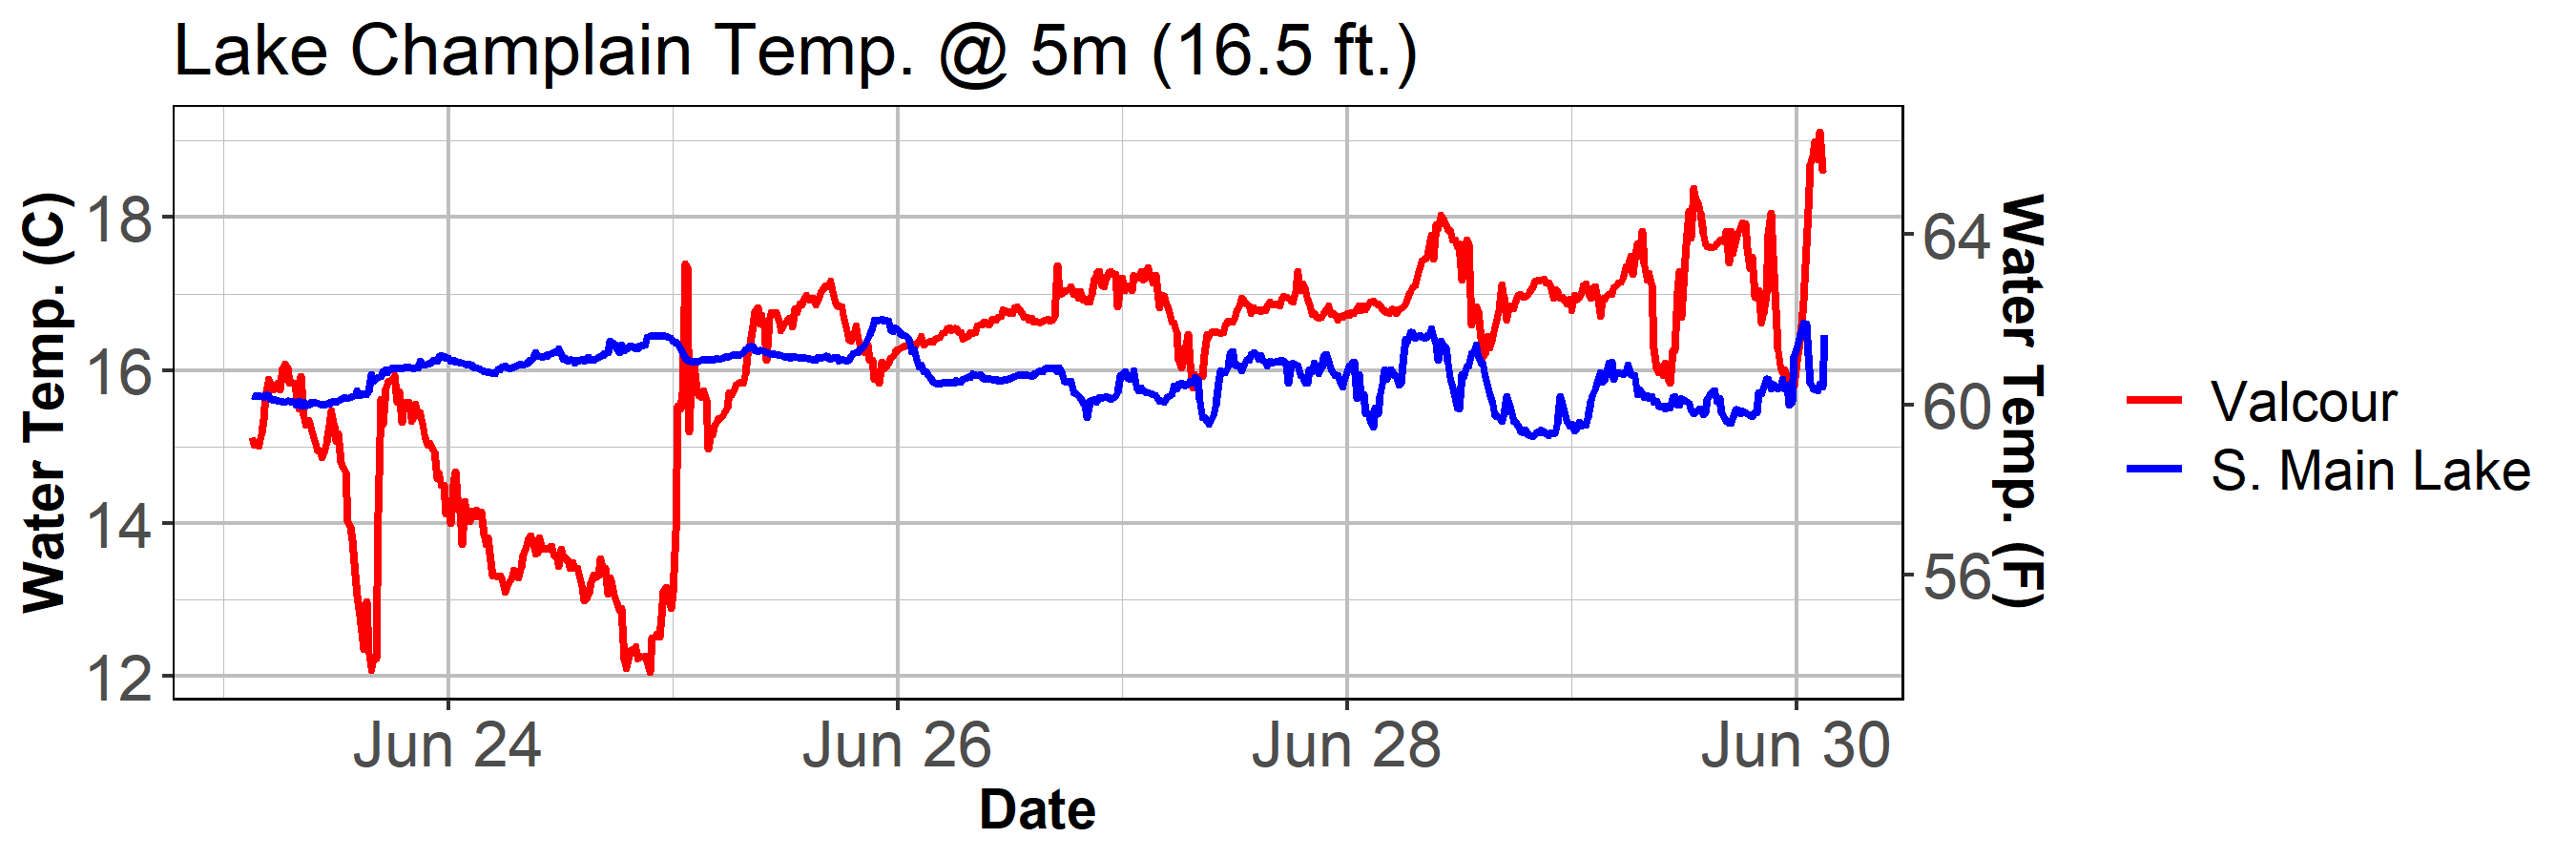 Lake Champlain Temp. @ 5m (16.5 ft.)
Water Temp. (C)
18
16
14
12
64
60
56
Water Temp. (F)
Jun 24
Jun 26
Jun 28
Jun 30
Date
Valcour
S. Main Lake